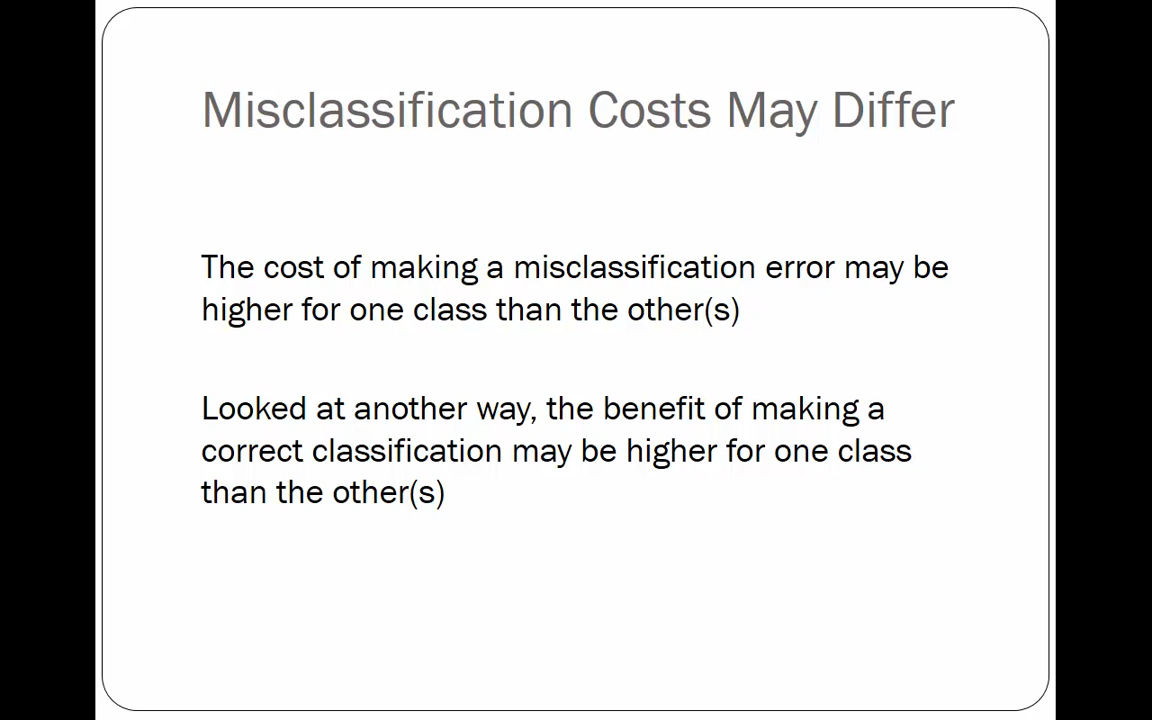 Misclassification Costs May Differ
The cost of making a misclassification error may be
higher for one class than the other(s)
Looked at another way, the benefit of making a
correct classification may be higher for one class
than the other(s)